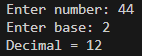 Enter number: 44
Enter base: 2
Decimal = 12